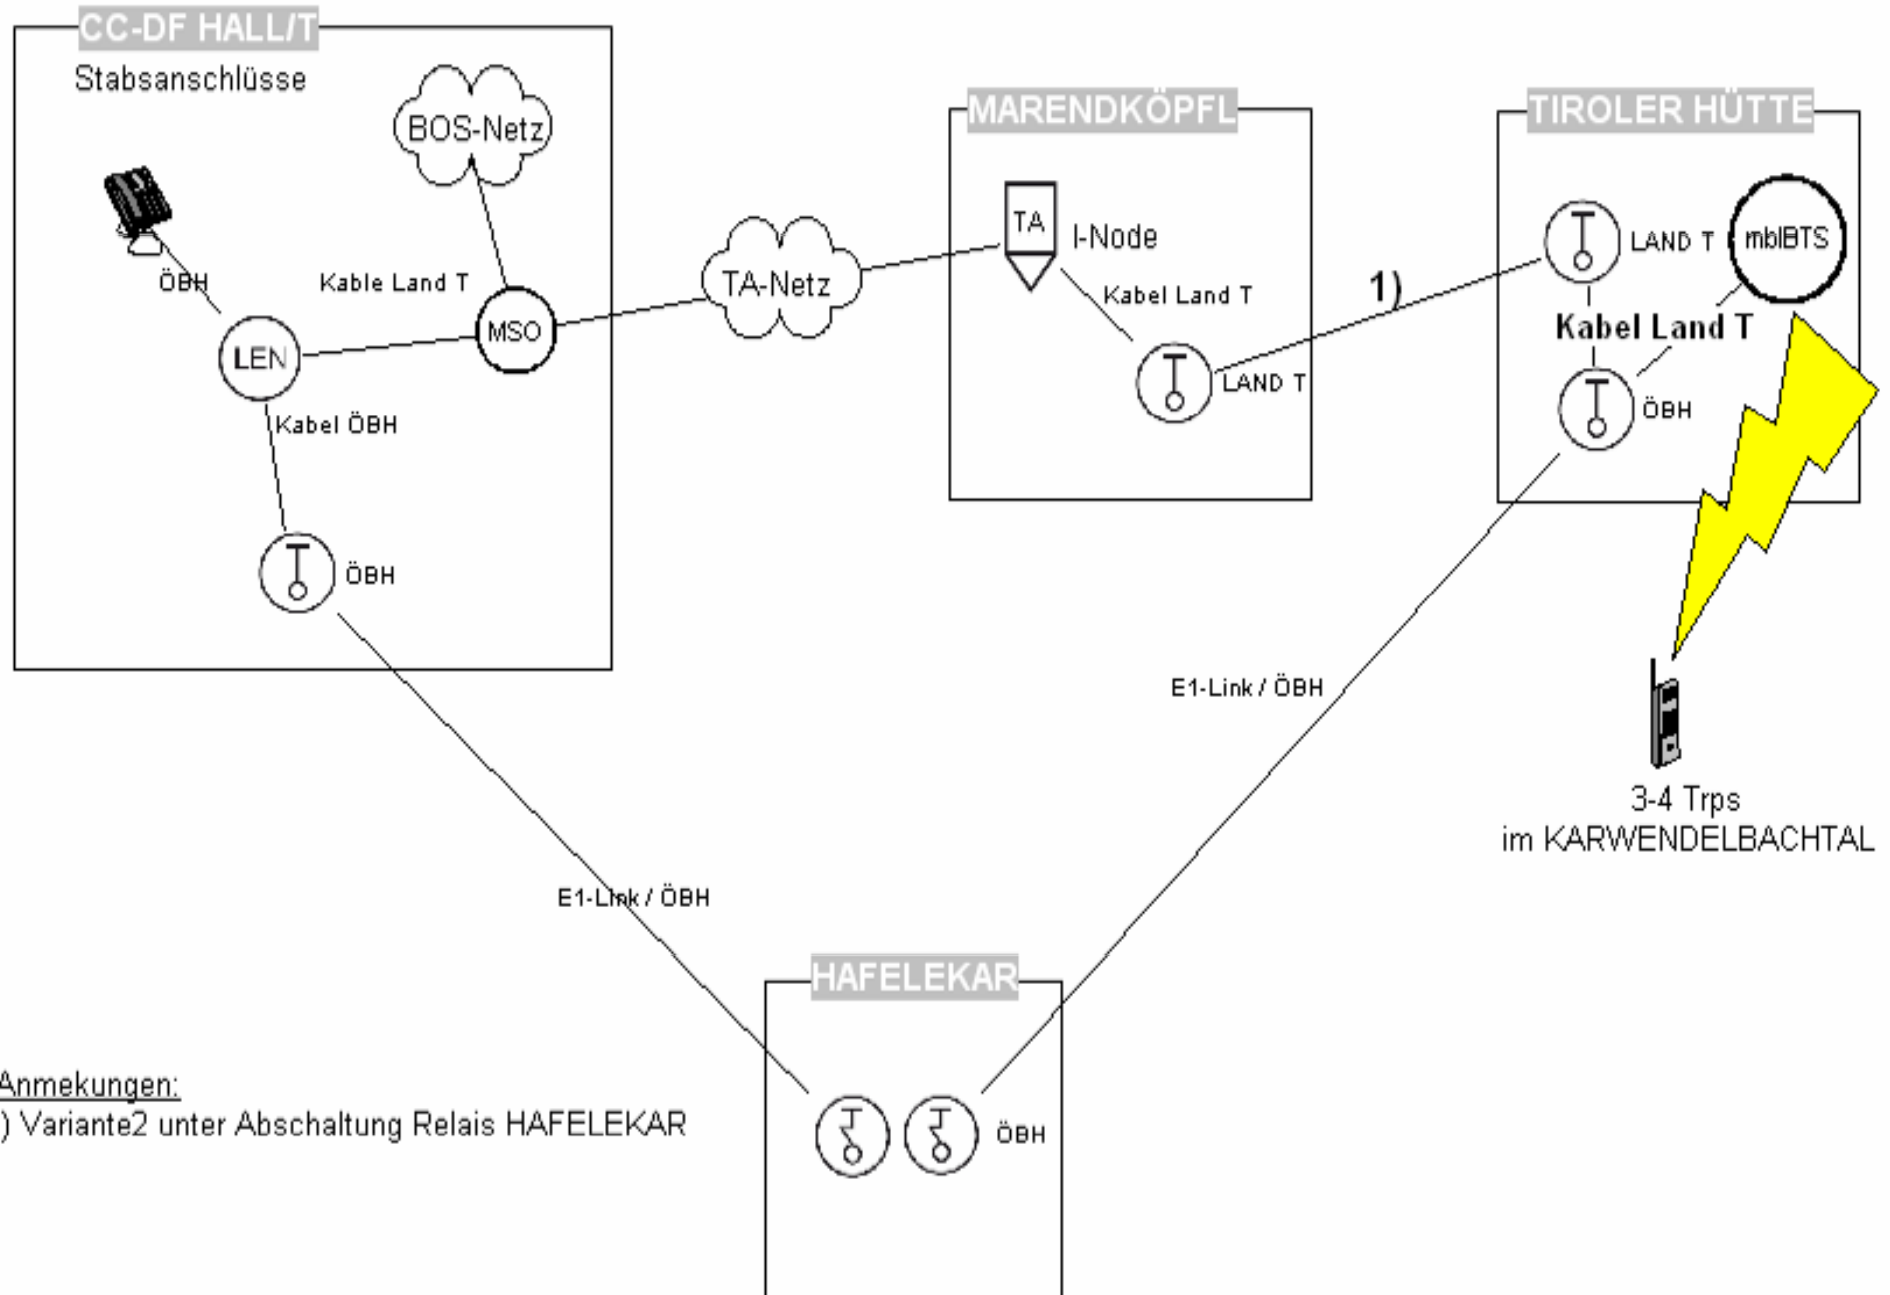 CC-DF HALL/T
Stabsanschlüsse
BOS-Netz
ÖBH
Kable Land T
LEN
MSO
Kabel ÖBH
ÖBH
TA-Netz
MARENDKÖPFL
TA
I-Node
Kabel Land T
LAND T
1)
TIROLER HÜTTE
LAND T
mblBTS
Kabel Land T
ÖBH
E1-Link / ÖBH
3-4 Trps
im KARWENDELBACHTAL
E1-Link / ÖBH
HAFELEKAR
ÖBH
Anmekungen:
) Variante2 unter Abschaltung Relais HAFELEKAR